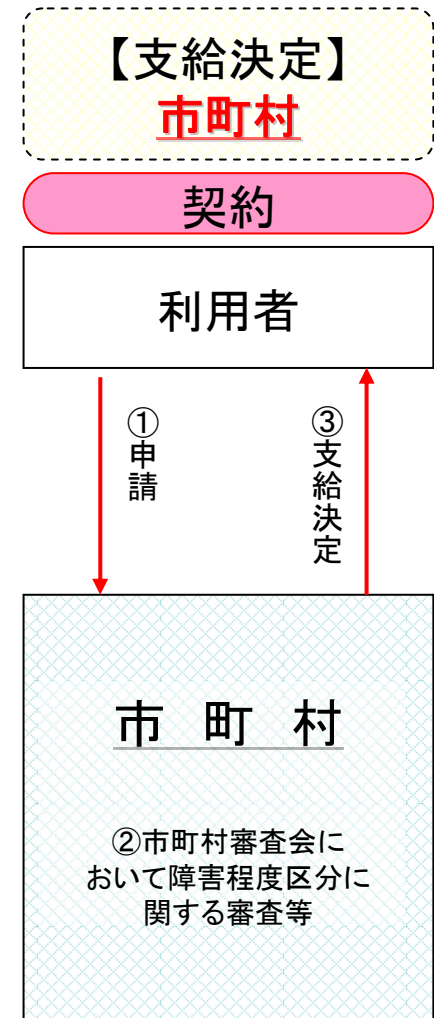 【支給決定】
市町村
契約
利用者
①申請
③支給決定
市 町 村
②市町村審査会に
おいて障害程度区分に
関する審査等